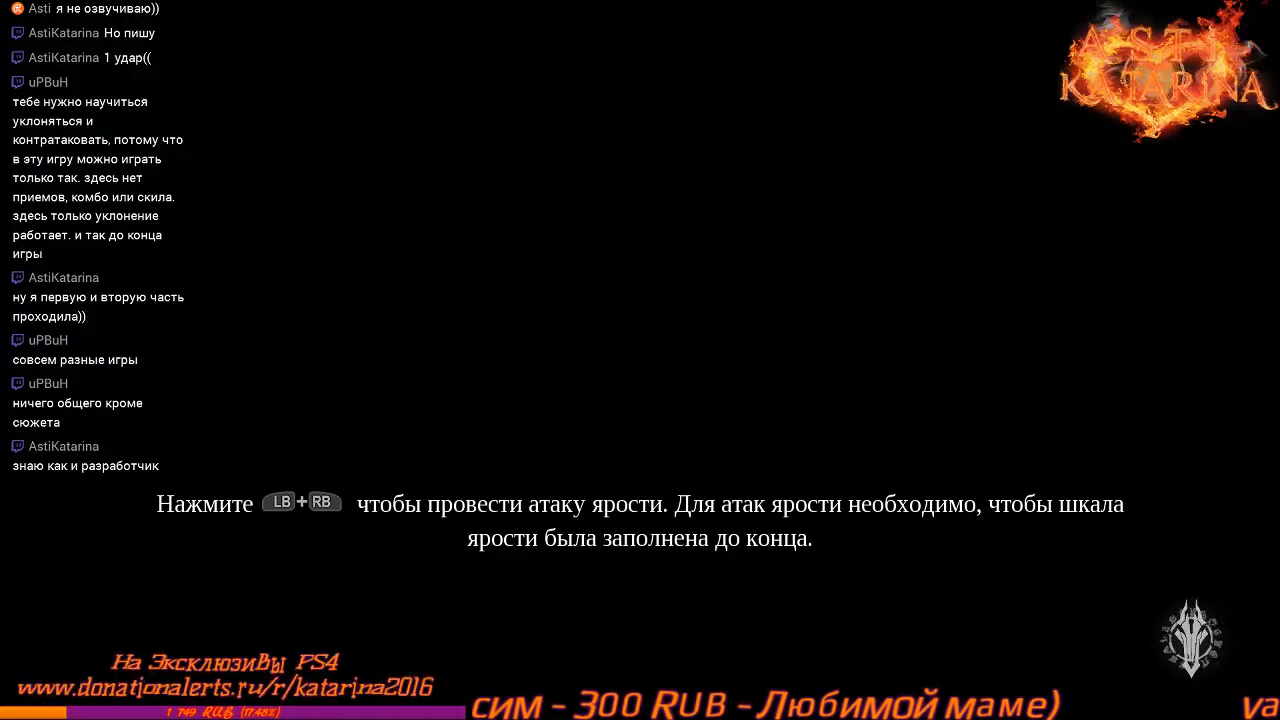 Asti я не озвучиваю))
AstiKatarina Но пишу
AstiKatarina 1 удар((
uPBuH
тебе нужно научиться
уклоняться и
контратаковать, потому что
в эту игру можно играть
только так. здесь нет
приемов, комбо или скила.
здесь только уклонение
работает. и так до конца
игры
AstiKatarina
ну я первую и вторую часть
проходила))
uPBuH
совсем разные игры
uPBuH
ничего общего кроме
сюжета
AstiKatarina
знаю как и разработчик
ASTI
KATARINA
Нажмите LB+RB чтобы провести атаку ярости. Для атак ярости необходимо, чтобы шкала
ярости была заполнена до конца.
На Эксклюзивы PS4
www.donationalerts.ru/r/katarina2016
1 749 RUB (17.48%)
сим - 300 RUB - Любимой маме)
va